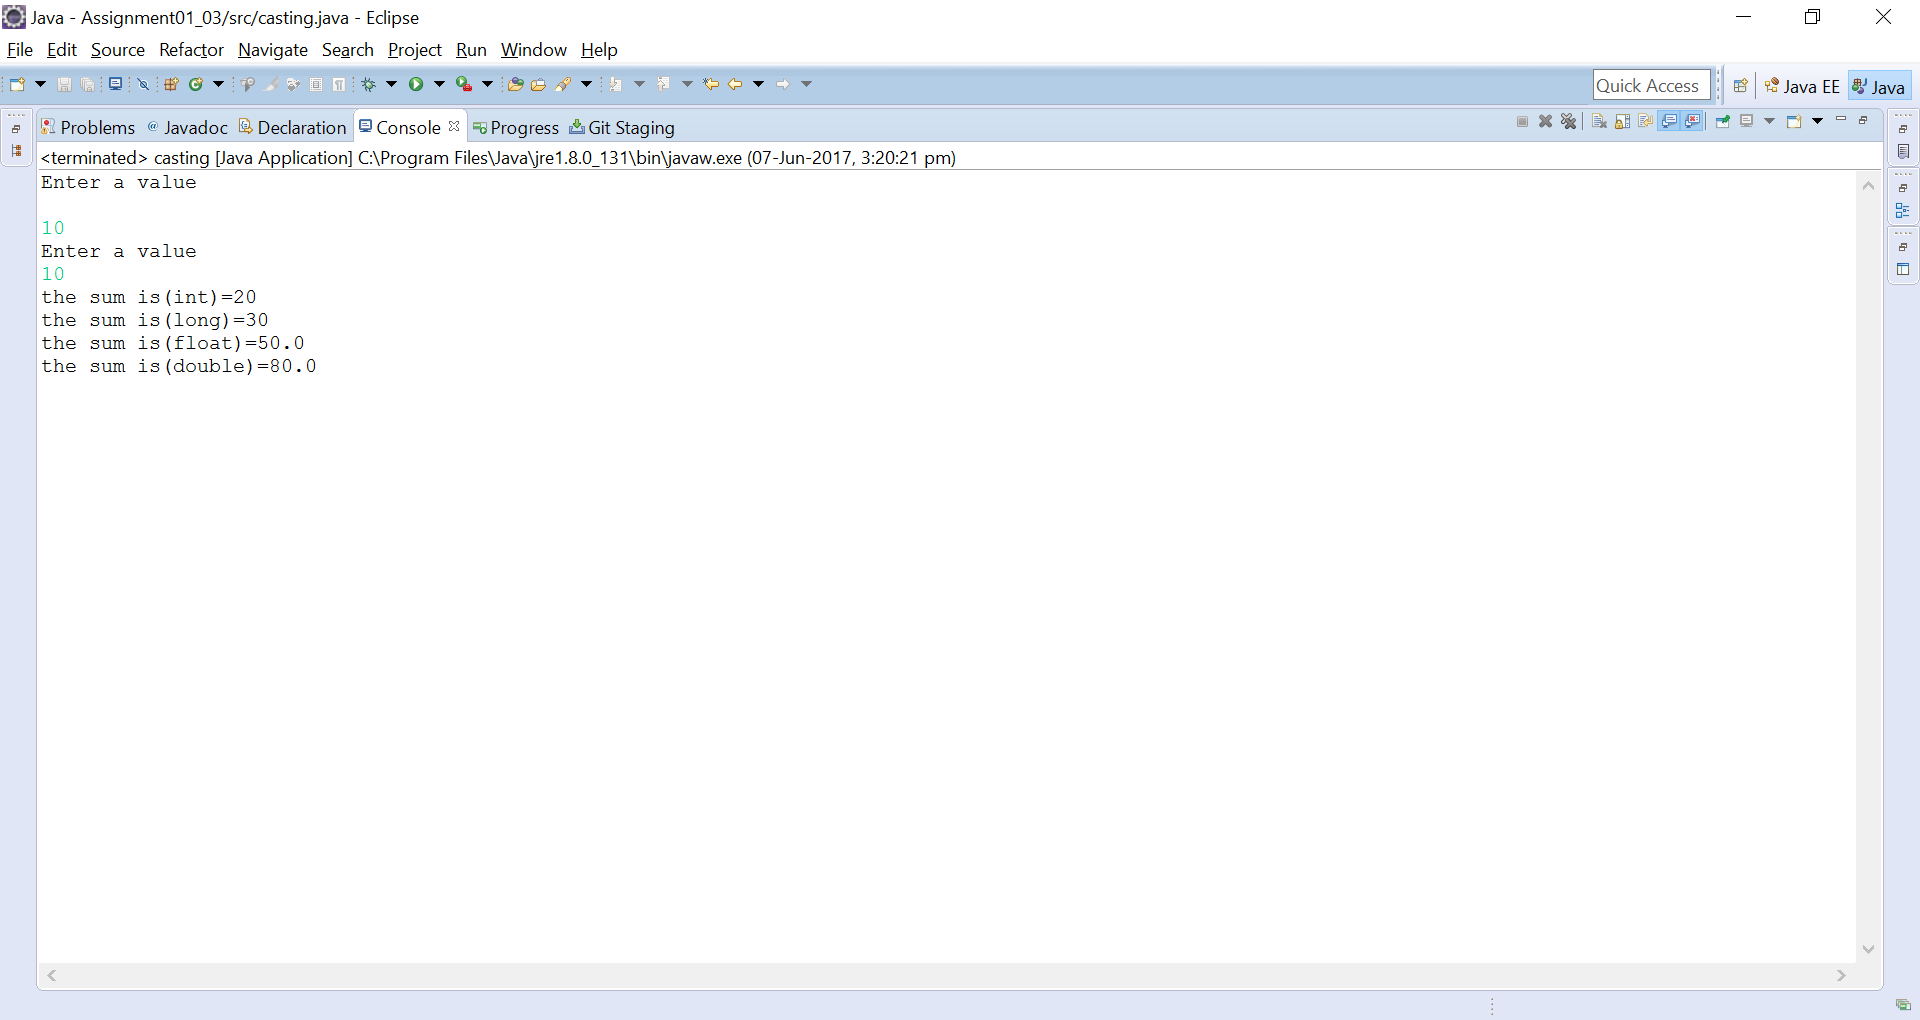 Java - Assignment01_03/src/casting.java - Eclipse
File Edit Source Refactor Navigate Search Project Run Window Help
Quick Access Java EE Java
Problems @ Javadoc Declaration Console Progress Git Staging
<terminated> casting [Java Application] C:\Program Files\Java\jre1.8.0_131\bin\javaw.exe (07-Jun-2017, 3:20:21 pm)
Enter a value
10
Enter a value
10
the sum is(int)=20
the sum is(long)=30
the sum is(float)=50.0
the sum is(double)=80.0